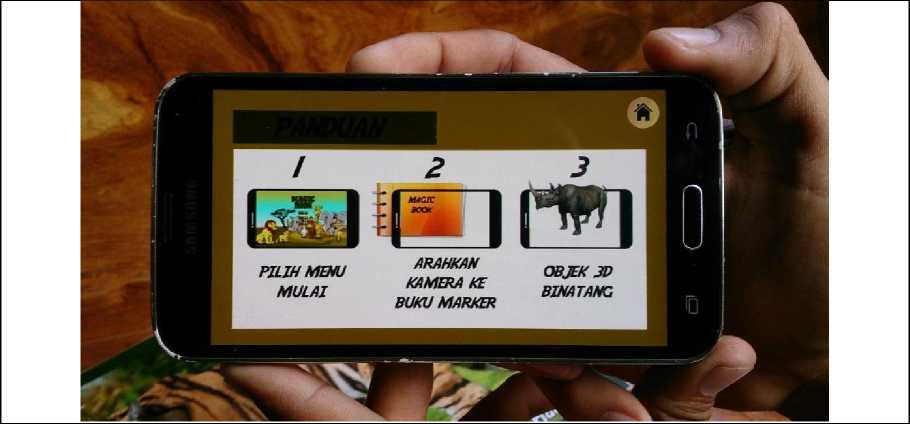 PANDUAN
1
2
3
MAGIC
BOOK
PILIH MENU
MULAI
ARAHKAN
KAMERA KE
BUKU MARKER
OBJEK 3D
BINATANG
SAMSUNG